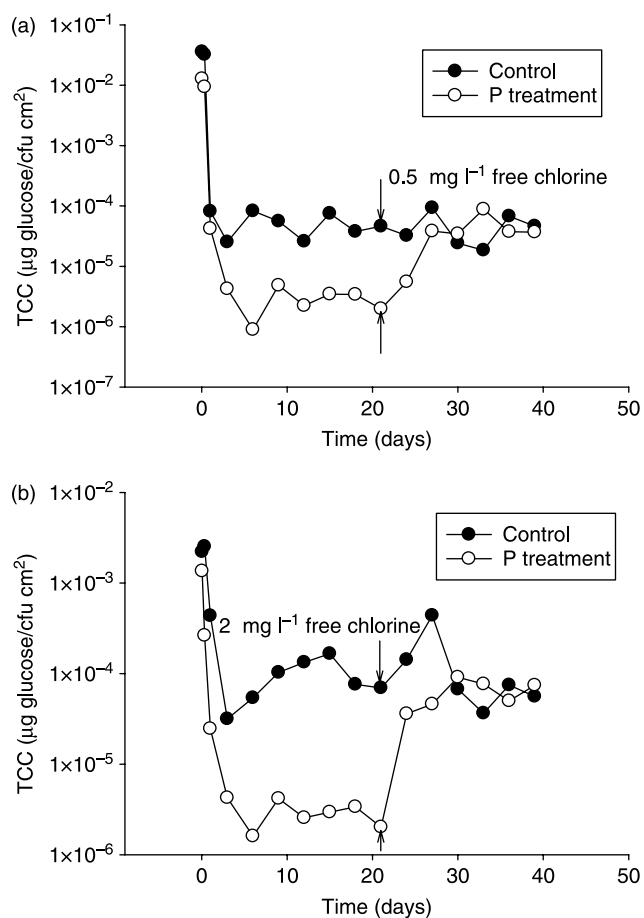 (a)
1×10⁻¹
1×10⁻²
1×10⁻³
1×10⁻⁴
1×10⁻⁵
1×10⁻⁶
1×10⁻⁷
TCC (μg glucose/cfu cm²)
Control
P treatment
0.5 mg l⁻¹ free chlorine
0 10 20 30 40 50
Time (days)
(b)
1×10⁻²
1×10⁻³
1×10⁻⁴
1×10⁻⁵
1×10⁻⁶
TCC (μg glucose/cfu cm²)
Control
P treatment
2 mg l⁻¹ free chlorine
0 10 20 30 40 50
Time (days)